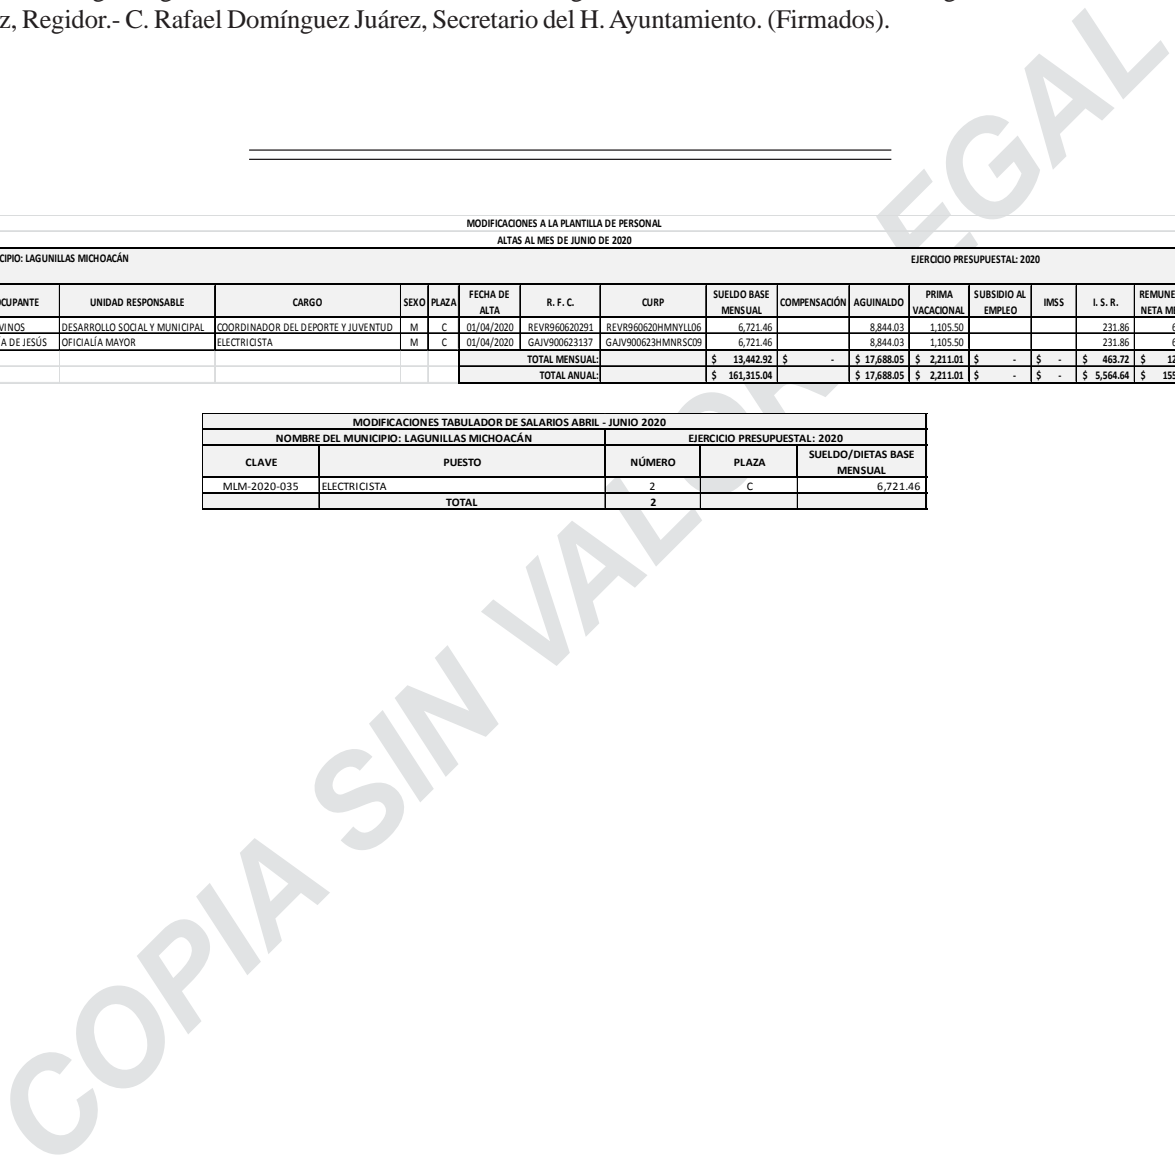 z, Regidor.- C. Rafael Domínguez Juárez, Secretario del H. Ayuntamiento. (Firmados).
MODIFICACIONES A LA PLANTILLA DE PERSONAL
ALTAS AL MES DE JUNIO DE 2020
CIPIO: LAGUNILLAS MICHOACÁN EJERCICIO PRESUPUESTAL: 2020
CUPANTE UNIDAD RESPONSABLE CARGO SEXO PLAZA FECHA DE ALTA R. F. C. CURP SUELDO BASE MENSUAL COMPENSACIÓN AGUINALDO PRIMA VACACIONAL SUBSIDIO AL EMPLEO IMSS I. S. R. REMUNE NETA ME
VINOS DESARROLLO SOCIAL Y MUNICIPAL COORDINADOR DEL DEPORTE Y JUVENTUD M C 01/04/2020 REVR960620291 REVR960620HMNYLL06 6,721.46 8,844.03 1,105.50 231.86 6
A DE JESÚS OFICIALÍA MAYOR ELECTRICISTA M C 01/04/2020 GAJV900623137 GAJV900623HMNRSC09 6,721.46 8,844.03 1,105.50 231.86 6
TOTAL MENSUAL: $ 13,442.92 $ - $ 17,688.05 $ 2,211.01 $ - $ - $ 463.72 $ 12
TOTAL ANUAL: $ 161,315.04 $ 17,688.05 $ 2,211.01 $ - $ - $ 5,564.64 $ 155
MODIFICACIONES TABULADOR DE SALARIOS ABRIL - JUNIO 2020
NOMBRE DEL MUNICIPIO: LAGUNILLAS MICHOACÁN EJERCICIO PRESUPUESTAL: 2020
CLAVE PUESTO NÚMERO PLAZA SUELDO/DIETAS BASE MENSUAL
MLM-2020-035 ELECTRICISTA 2 C 6,721.46
TOTAL 2
COPIA SIN VALOR LEGAL